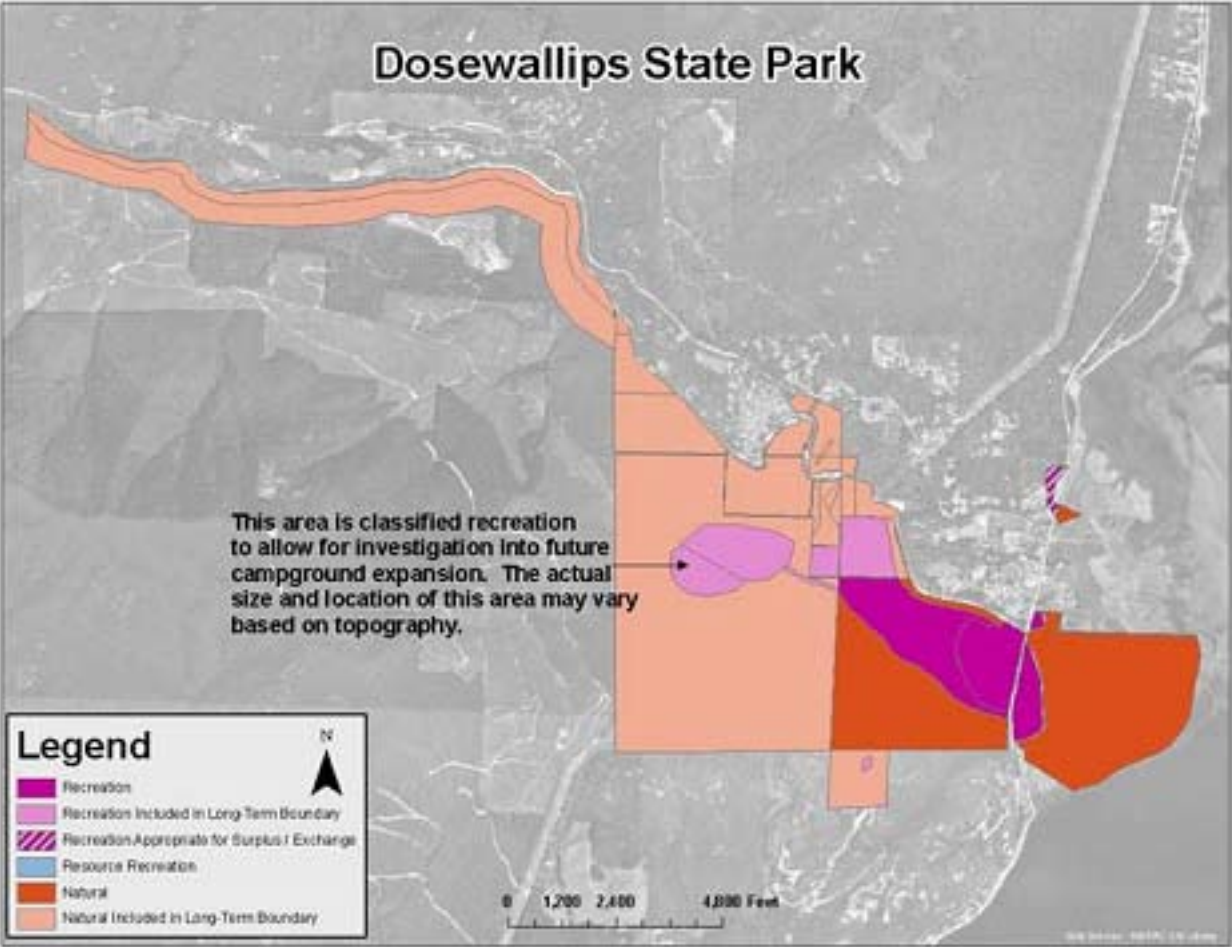 Dosewallips State Park
This area is classified recreation
to allow for investigation into future
campground expansion. The actual
size and location of this area may vary
based on topography.
Legend
N
Recreation
Recreation Included in Long-Term Boundary
Recreation Appropriate for Surplus / Exchange
Resource Recreation
Natural
Natural Included in Long-Term Boundary
0 1,200 2,400 4,800 Feet